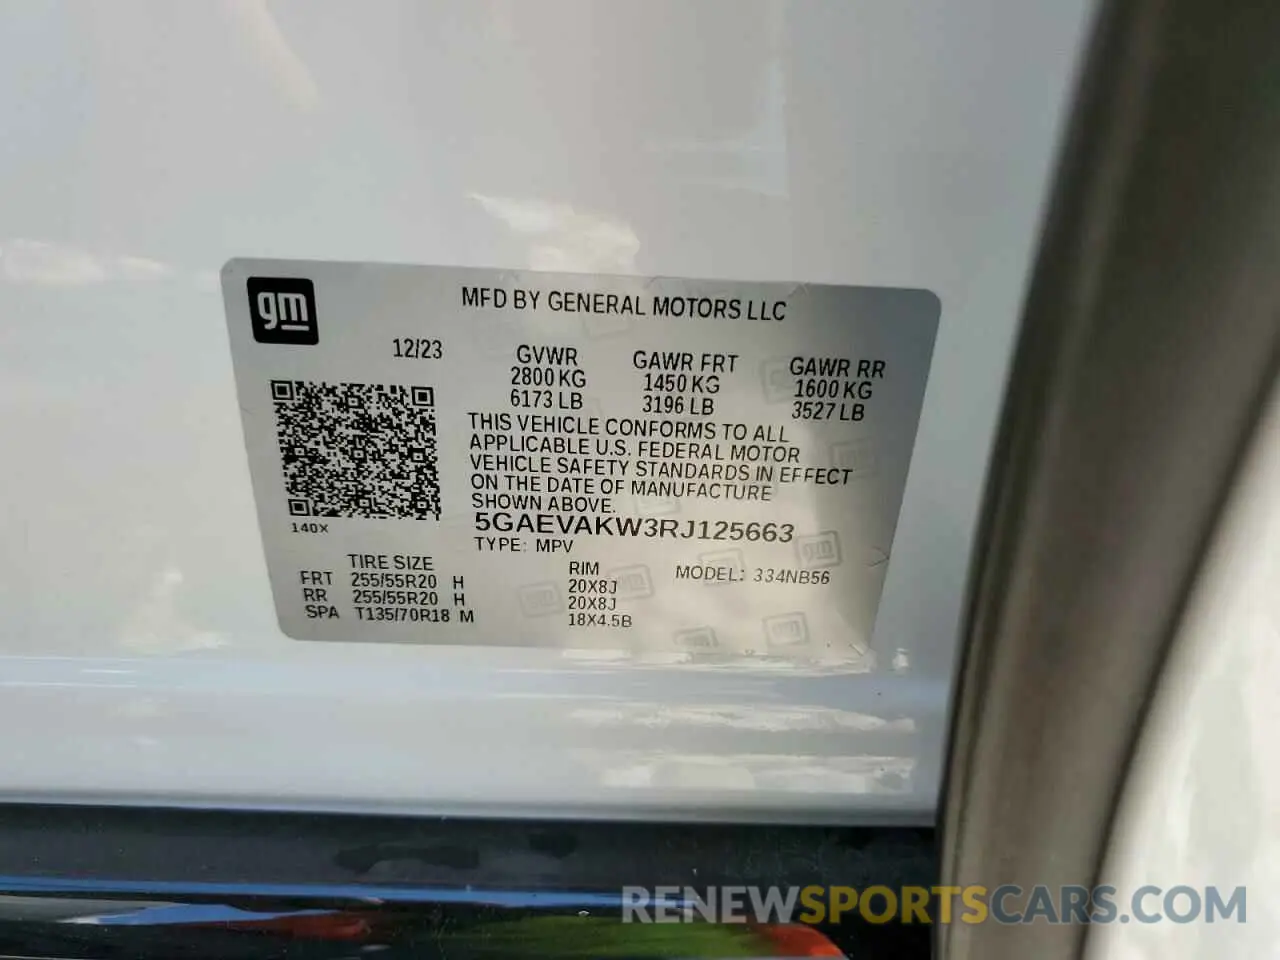 gm
MFD BY GENERAL MOTORS LLC
12/23
GVWR GAWR FRT GAWR RR
2800 KG 1450 KG 1600 KG
6173 LB 3196 LB 3527 LB
THIS VEHICLE CONFORMS TO ALL
APPLICABLE U.S. FEDERAL MOTOR
VEHICLE SAFETY STANDARDS IN EFFECT
ON THE DATE OF MANUFACTURE
SHOWN ABOVE.
140X
5GAEVAKW3RJ125663
TYPE: MPV
TIRE SIZE RIM MODEL: 334NB56
FRT 255/55R20 H 20X8J
RR 255/55R20 H 20X8J
SPA T135/70R18 M 18X4.5B
RENEWSPORTSCARS.COM